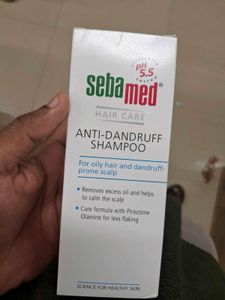 pH
5.5
sebamed®
HAIR CARE
ANTI-DANDRUFF
SHAMPOO
For oily hair and dandruff-
prone scalp
• Removes excess oil and helps
to calm the scalp
• Care formula with Piroctone
Olamine for less flaking
SCIENCE FOR HEALTHY SKIN